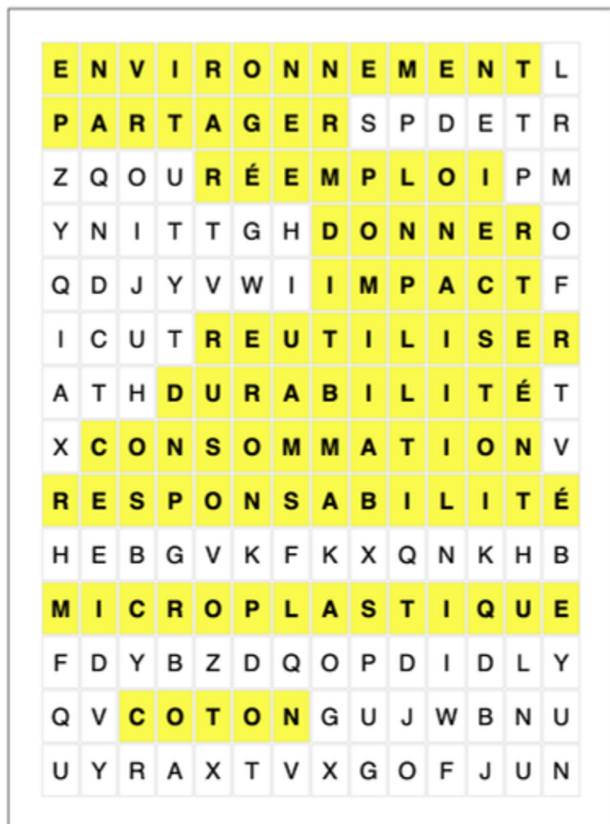 E N V I R O N N E M E N T L
P A R T A G E R S P D E T R
Z Q O U R É E M P L O I P M
Y N I T T G H D O N N E R O
Q D J Y V W I I M P A C T F
I C U T R E U T I L I S E R
A T H D U R A B I L I T É T
X C O N S O M M A T I O N V
R E S P O N S A B I L I T É
H E B G V K F K X Q N K H B
M I C R O P L A S T I Q U E
F D Y B Z D Q O P D I D L Y
Q V C O T O N G U J W B N U
U Y R A X T V X G O F J U N